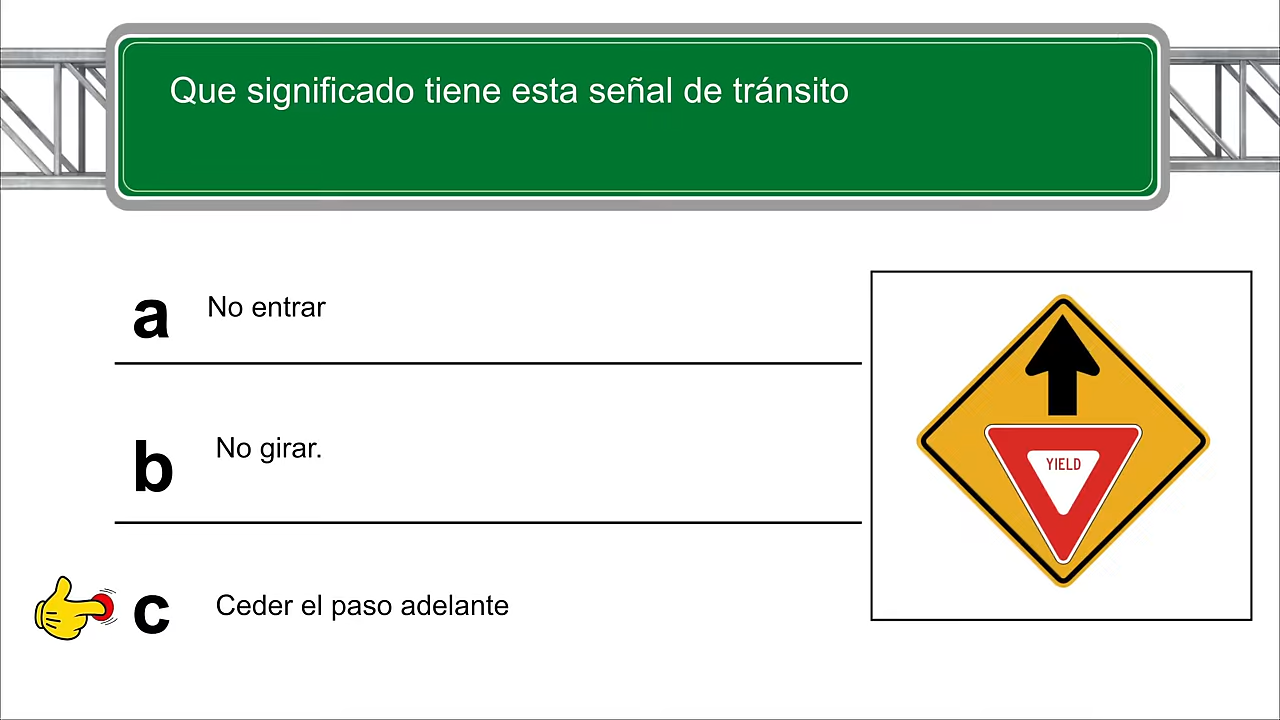 Que significado tiene esta señal de tránsito
a No entrar
b No girar.
c Ceder el paso adelante
YIELD